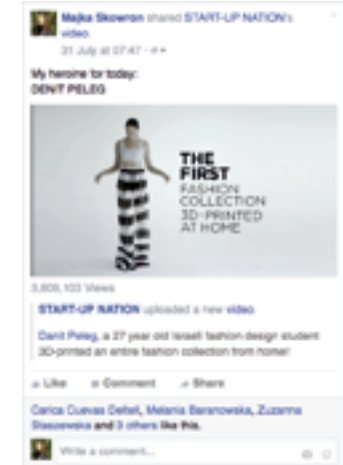 Majka Skowron shared START-UP NATION's
video.
31 July at 07:47
My heroine for today:
DENIT PELEG
THE
FIRST
FASHION
COLLECTION
3D-PRINTED
AT HOME
3,809,103 Views
START-UP NATION uploaded a new video.
Danit Peleg, a 27 year old Israeli fashion design student
3D-printed an entire fashion collection from home!
Like Comment Share
Carica Cuevas Deltell, Melania Baranowska, Zuzanna
Staszewska and 3 others like this.
Write a comment...